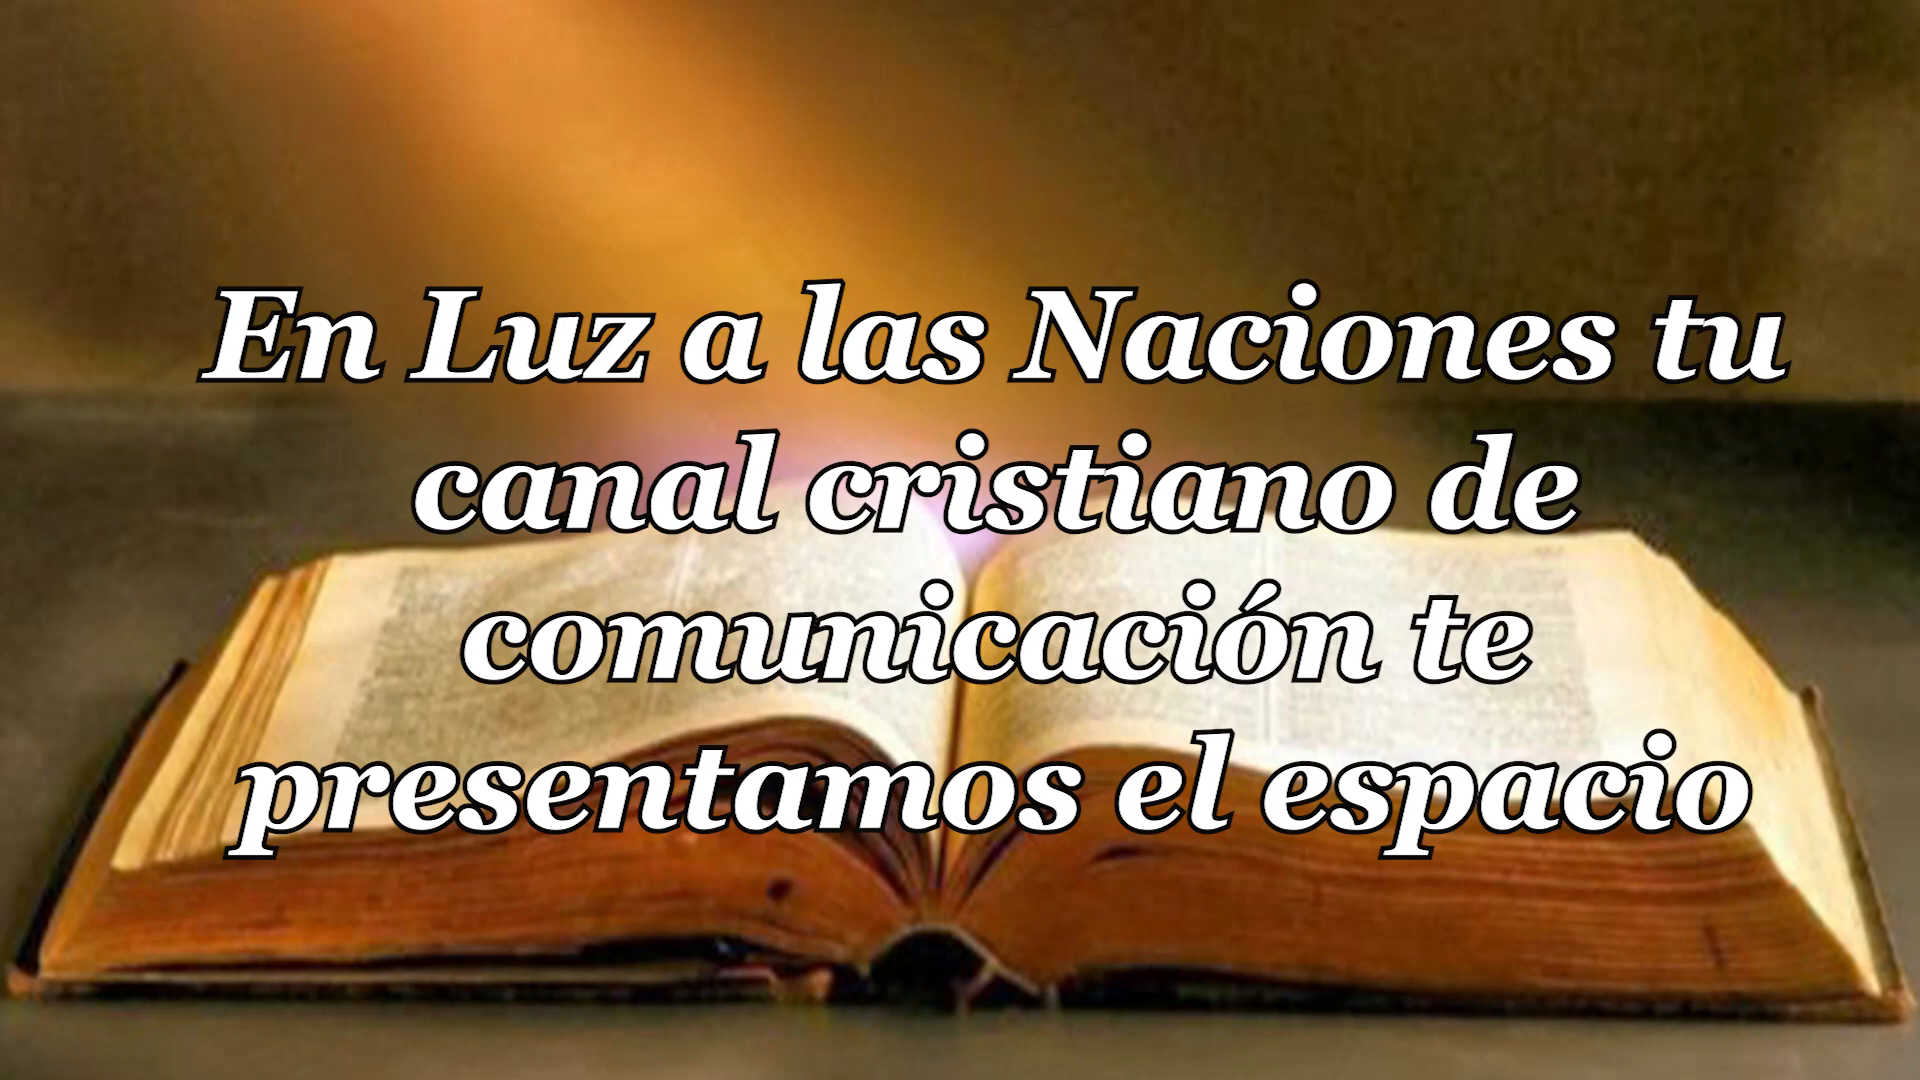 En Luz a las Naciones tu
canal cristiano de
comunicación te
presentamos el espacio